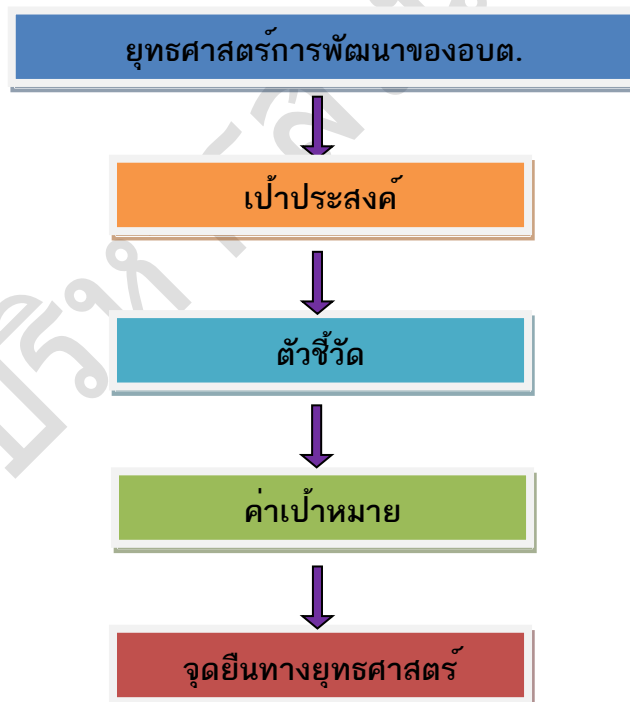 ยุทธศาสตร์การพัฒนาของอบต.
เป้าประสงค์
ตัวชี้วัด
ค่าเป้าหมาย
จุดยืนทางยุทธศาสตร์